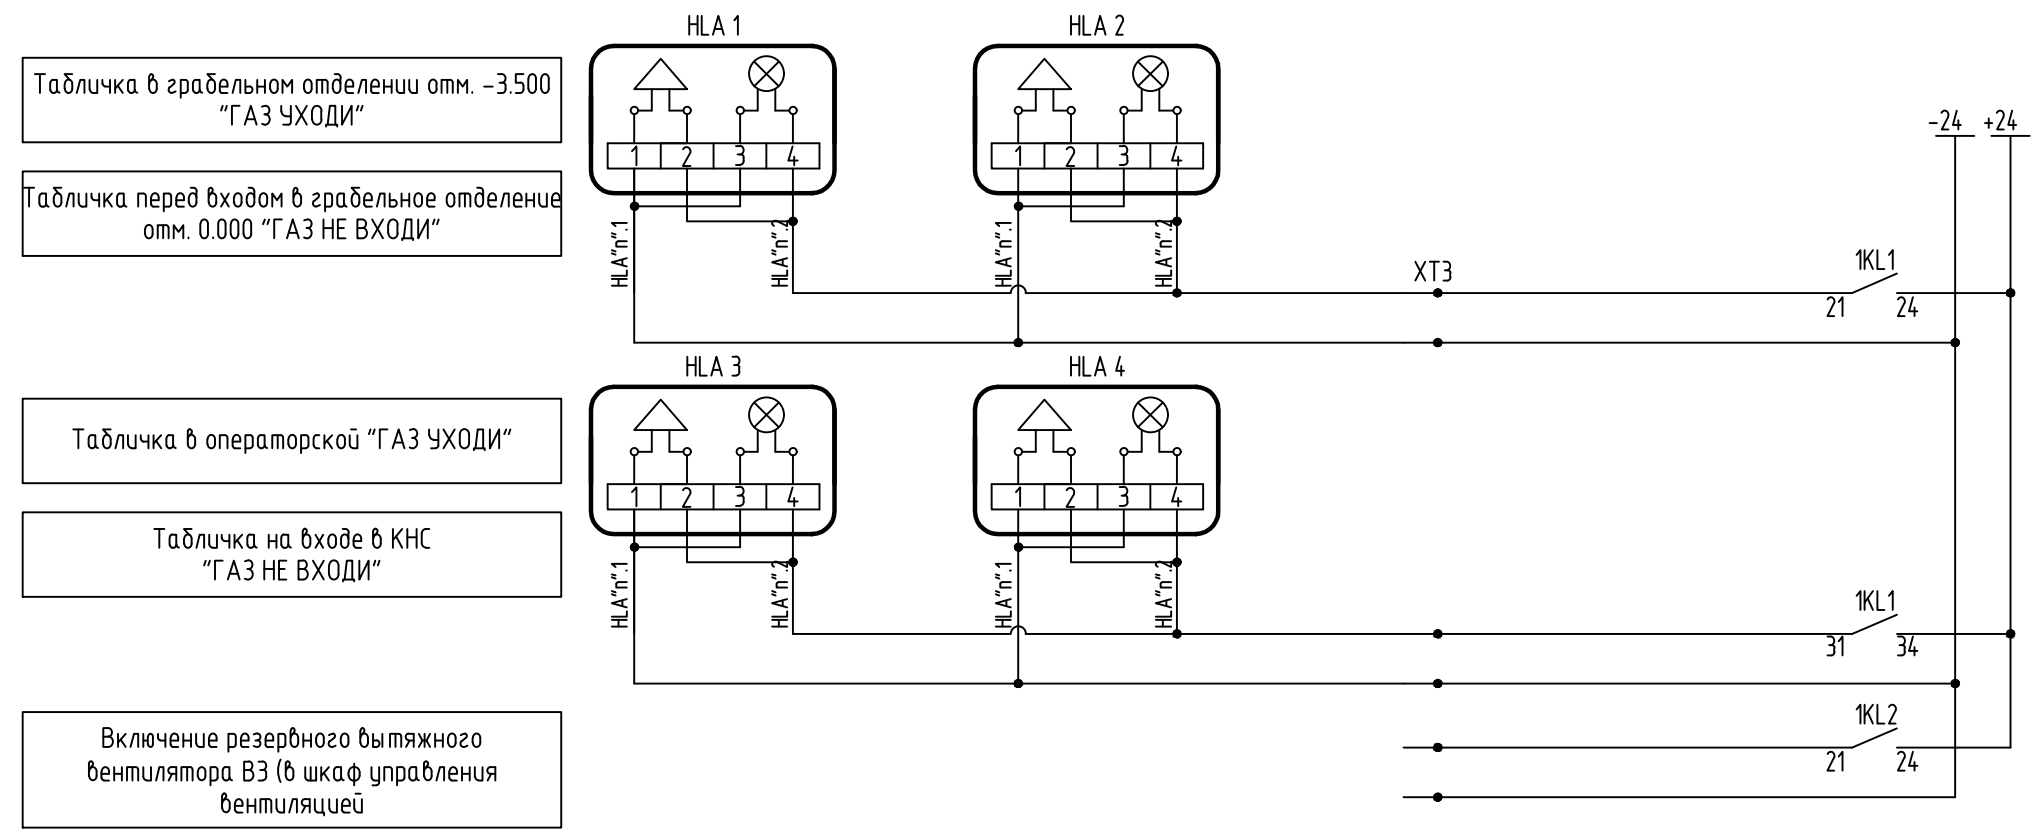 HLA 1
HLA 2
Табличка в грабельном отделении отм. -3.500
"ГАЗ УХОДИ"
1 2 3 4
1 2 3 4
-24 +24
Табличка перед входом в грабельное отделение
отм. 0.000 "ГАЗ НЕ ВХОДИ"
HLA"n".1
HLA"n".2
HLA"n".1
HLA"n".2
XT3
1KL1
21 24
HLA 3
HLA 4
Табличка в операторской "ГАЗ УХОДИ"
1 2 3 4
1 2 3 4
Табличка на входе в КНС
"ГАЗ НЕ ВХОДИ"
HLA"n".1
HLA"n".2
HLA"n".1
HLA"n".2
1KL1
31 34
Включение резервного вытяжного
вентилятора В3 (в шкаф управления
вентиляцией
1KL2
21 24